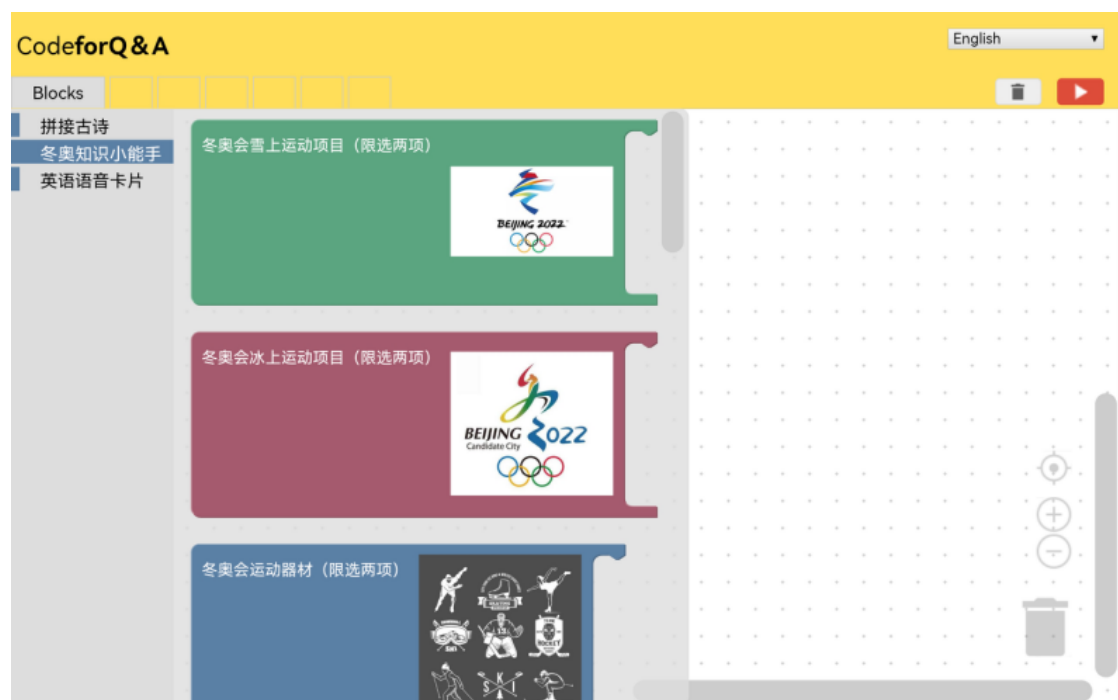 CodeforQ&A
English
Blocks
拼接古诗
冬奥知识小能手
英语语音卡片
冬奥会雪上运动项目（限选两项）
BEIJING 2022
冬奥会冰上运动项目（限选两项）
BEIJING 2022
Candidate City
冬奥会运动器材（限选两项）
SKI